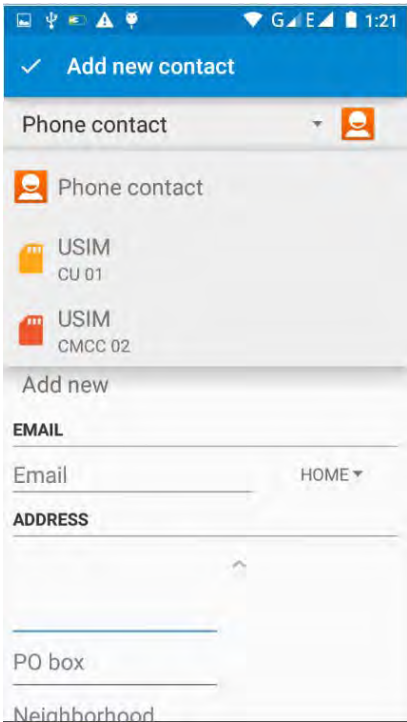 G E 1:21
Add new contact
Phone contact
Phone contact
USIM
CU 01
USIM
CMCC 02
Add new
EMAIL
Email HOME
ADDRESS
PO box
Neighborhood